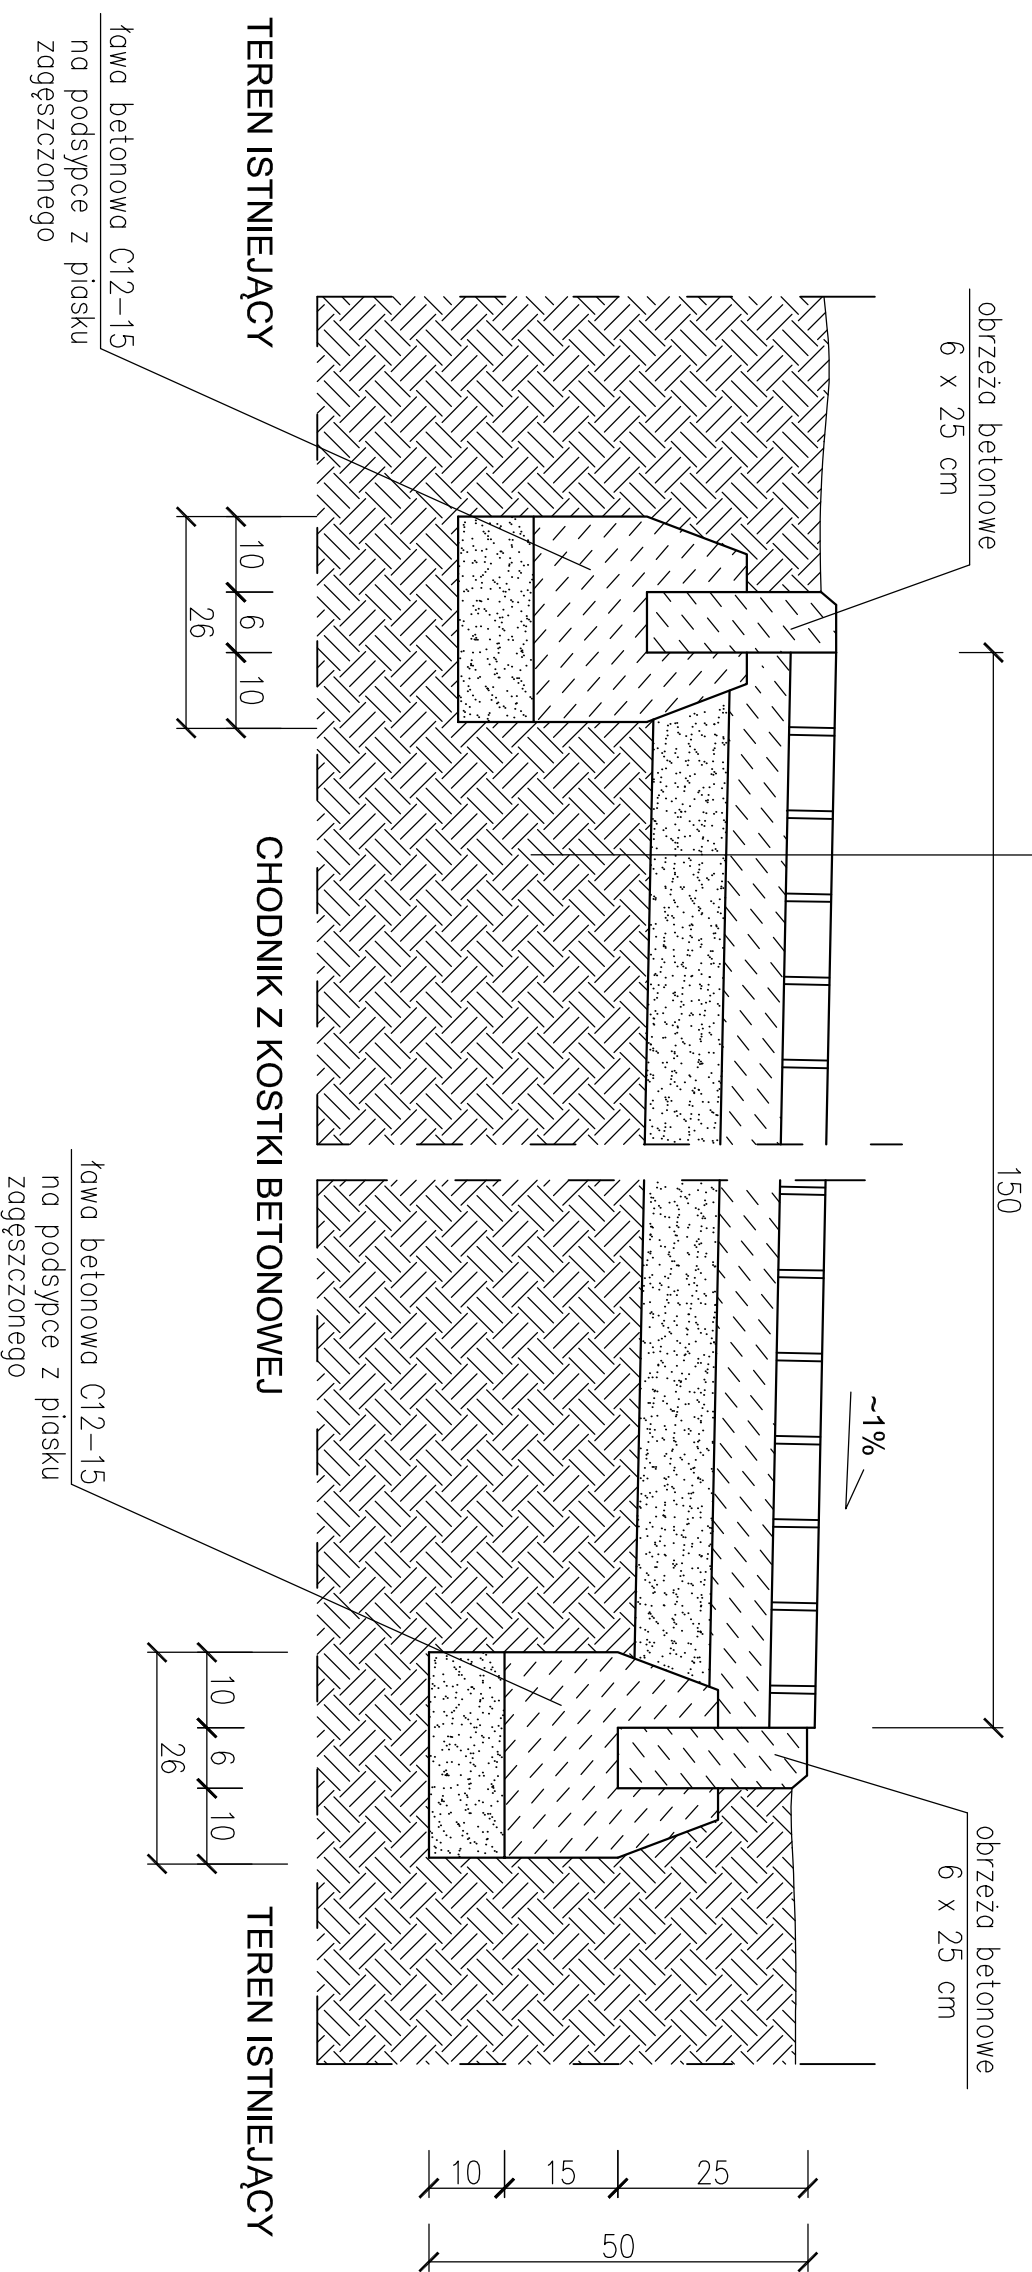 obrzeża betonowe
6 x 25 cm
150
~1%
obrzeża betonowe
6 x 25 cm
10
15
25
50
10
6
10
26
10
6
10
26
TEREN ISTNIEJĄCY
CHODNIK Z KOSTKI BETONOWEJ
TEREN ISTNIEJĄCY
ława betonowa C12-15
na podsypce z piasku
zagęszczonego
ława betonowa C12-15
na podsypce z piasku
zagęszczonego